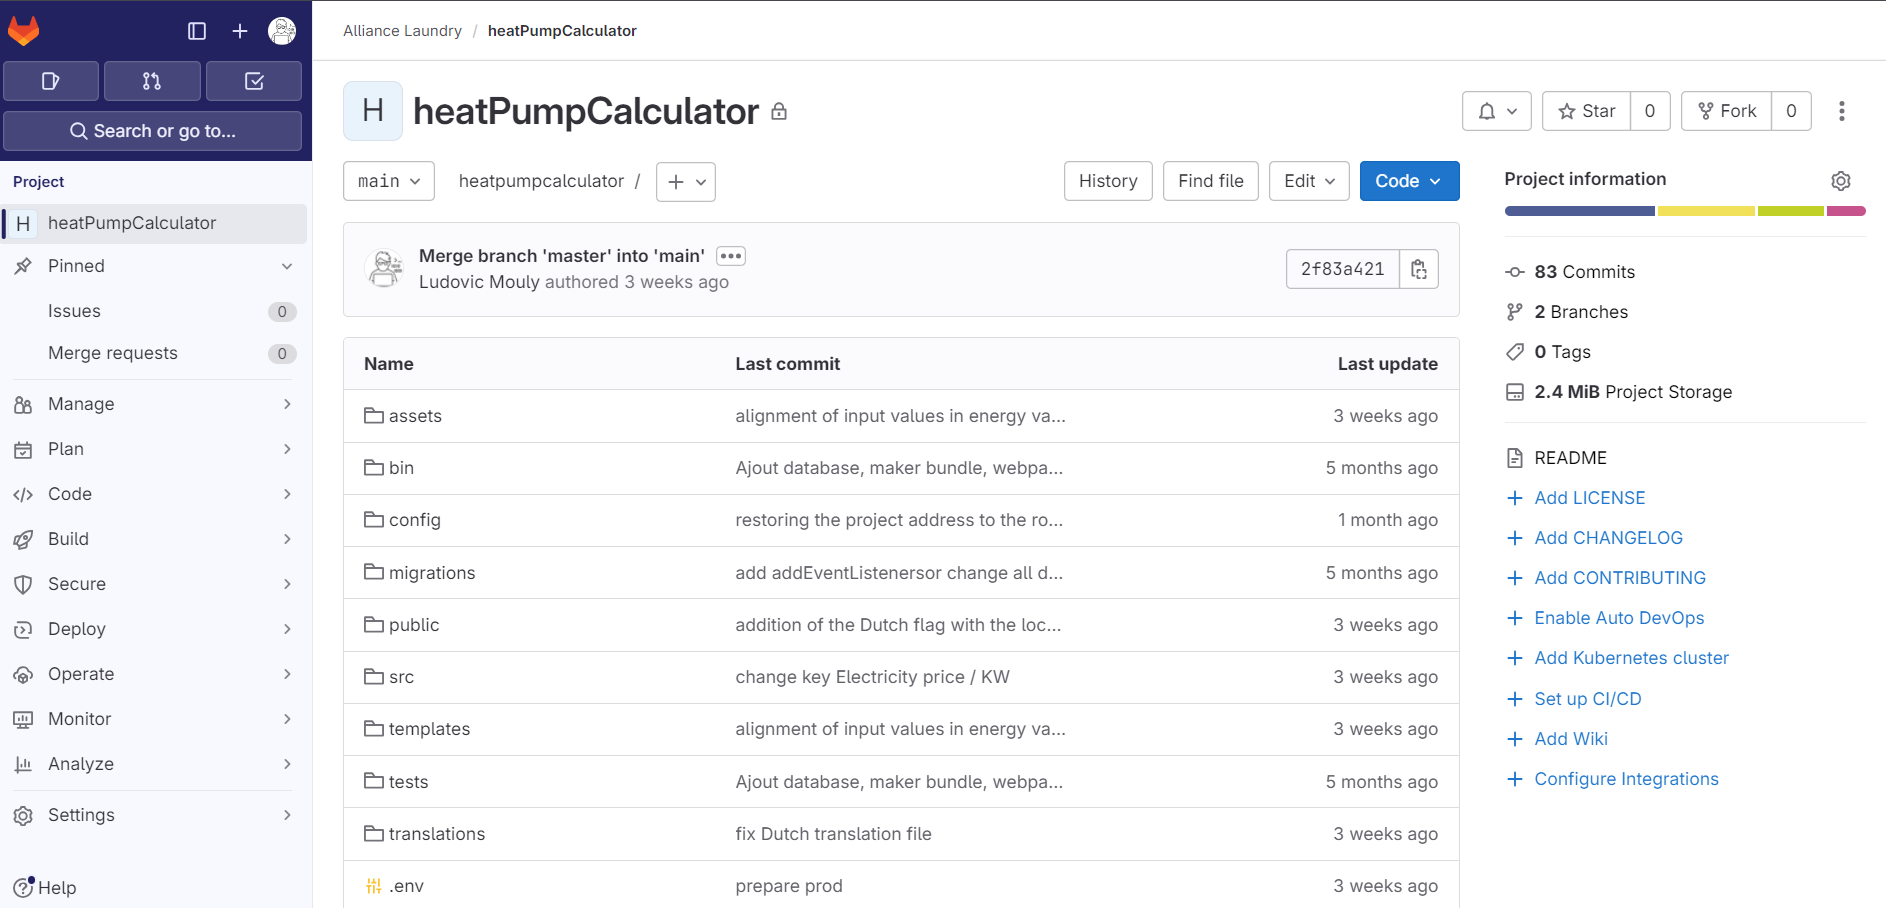 Alliance Laundry / heatPumpCalculator
Search or go to...
Project
H heatPumpCalculator
Pinned
Issues 0
Merge requests 0
Manage
Plan
Code
Build
Secure
Deploy
Operate
Monitor
Analyze
Settings
Help
H heatPumpCalculator
Star 0
Fork 0
main
heatpumpcalculator /
History
Find file
Edit
Code
Merge branch 'master' into 'main'
Ludovic Mouly authored 3 weeks ago
2f83a421
Name Last commit Last update
assets alignment of input values in energy va... 3 weeks ago
bin Ajout database, maker bundle, webpa... 5 months ago
config restoring the project address to the ro... 1 month ago
migrations add addEventListenersor change all d... 5 months ago
public addition of the Dutch flag with the loc... 3 weeks ago
src change key Electricity price / KW 3 weeks ago
templates alignment of input values in energy va... 3 weeks ago
tests Ajout database, maker bundle, webpa... 5 months ago
translations fix Dutch translation file 3 weeks ago
.env prepare prod 3 weeks ago
Project information
83 Commits
2 Branches
0 Tags
2.4 MiB Project Storage
README
Add LICENSE
Add CHANGELOG
Add CONTRIBUTING
Enable Auto DevOps
Add Kubernetes cluster
Set up CI/CD
Add Wiki
Configure Integrations